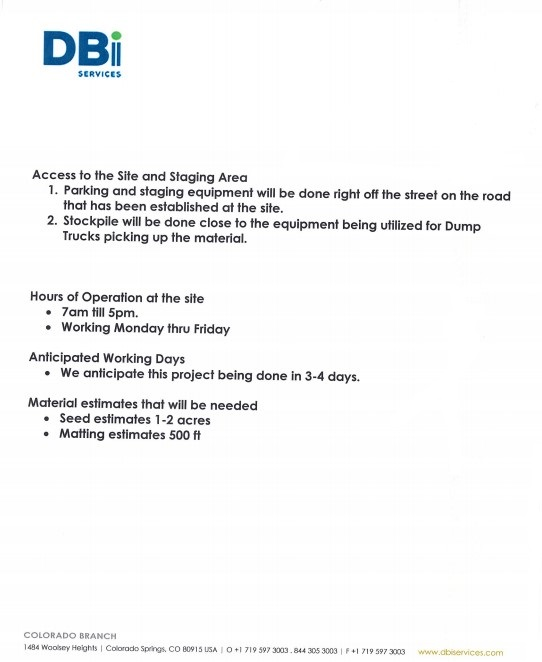 DBi
SERVICES
Access to the Site and Staging Area
1. Parking and staging equipment will be done right off the street on the road
that has been established at the site.
2. Stockpile will be done close to the equipment being utilized for Dump
Trucks picking up the material.
Hours of Operation at the site
• 7am till 5pm.
• Working Monday thru Friday
Anticipated Working Days
• We anticipate this project being done in 3-4 days.
Material estimates that will be needed
• Seed estimates 1-2 acres
• Matting estimates 500 ft
COLORADO BRANCH
1484 Woolsey Heights | Colorado Springs, CO 80915 USA | O +1 719 597 3003 . 844 305 3003 | F +1 719 597 3003 www.dbiservices.com